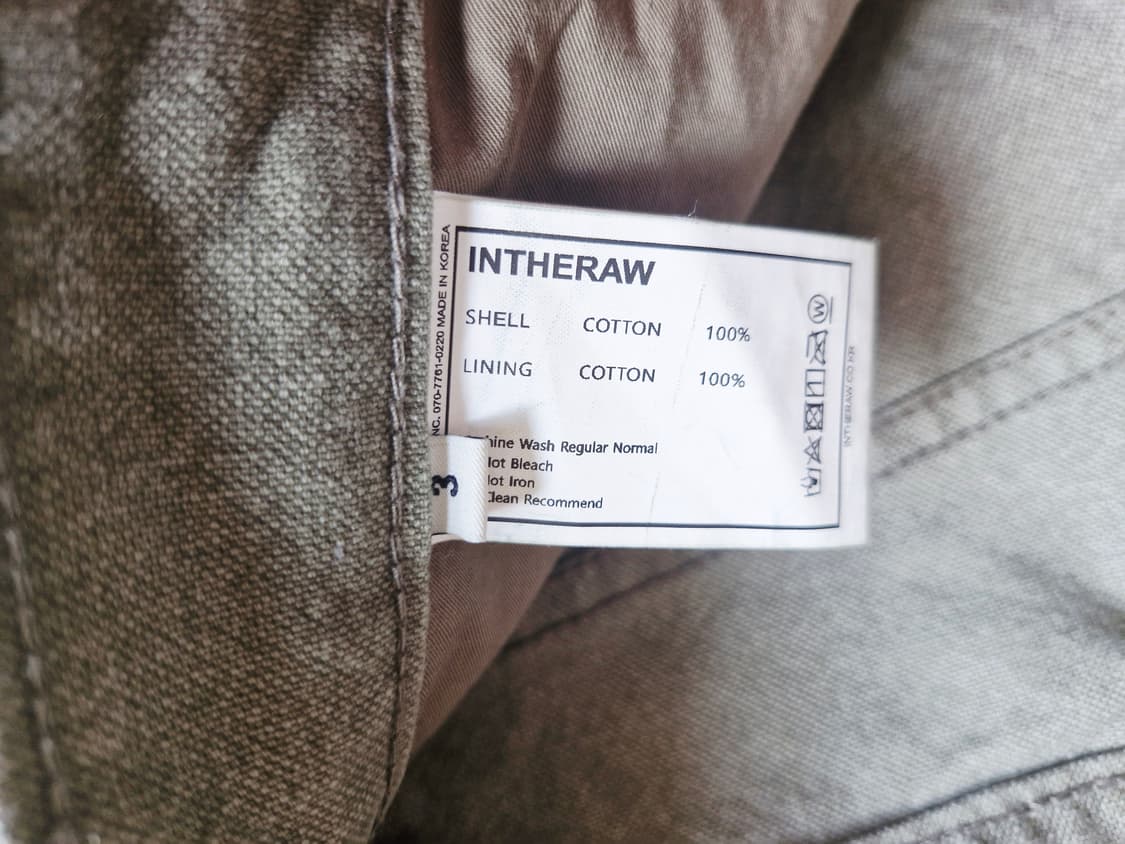 INTHERAW
SHELL COTTON 100%
LINING COTTON 100%
hine Wash Regular Normal
lot Bleach
lot Iron
lean Recommend
NC. 070-7761-0220 MADE IN KOREA
3
W
INTHERAW.CO.KR